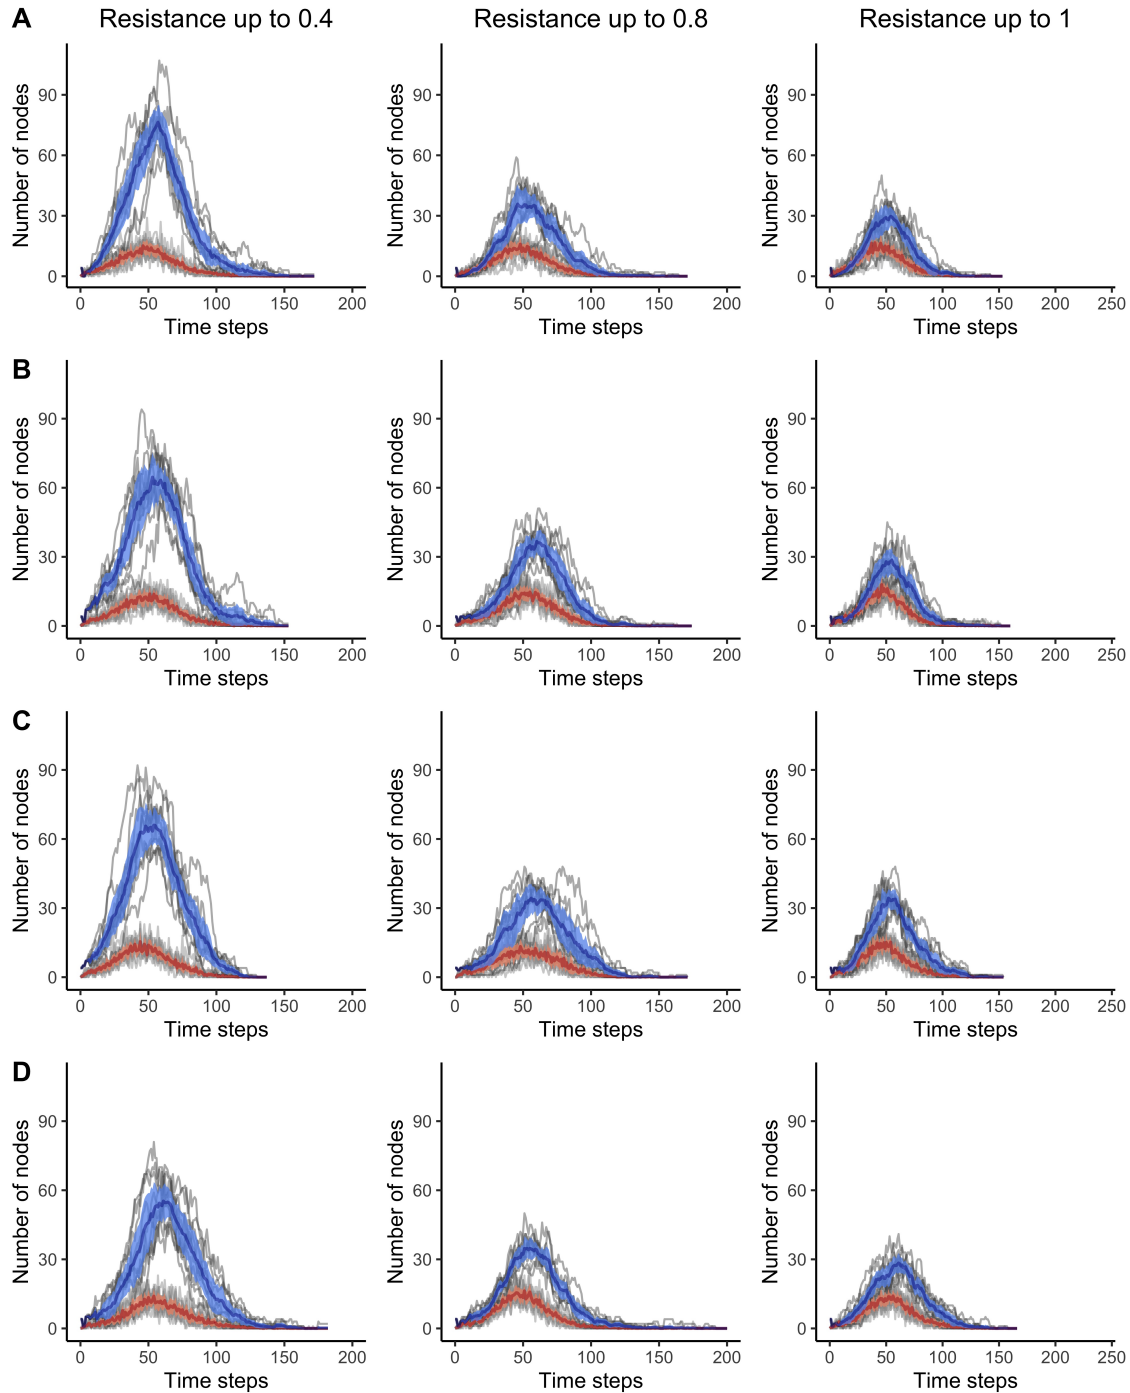 A Resistance up to 0.4 Resistance up to 0.8 Resistance up to 1
Number of nodes Number of nodes Number of nodes
90 90 90
60 60 60
30 30 30
0 0 0
0 50 100 150 200 0 50 100 150 200 0 50 100 150 200 250
Time steps Time steps Time steps
B
Number of nodes Number of nodes Number of nodes
90 90 90
60 60 60
30 30 30
0 0 0
0 50 100 150 200 0 50 100 150 200 0 50 100 150 200 250
Time steps Time steps Time steps
C
Number of nodes Number of nodes Number of nodes
90 90 90
60 60 60
30 30 30
0 0 0
0 50 100 150 200 0 50 100 150 200 0 50 100 150 200 250
Time steps Time steps Time steps
D
Number of nodes Number of nodes Number of nodes
90 90 90
60 60 60
30 30 30
0 0 0
0 50 100 150 200 0 50 100 150 200 0 50 100 150 200 250
Time steps Time steps Time steps